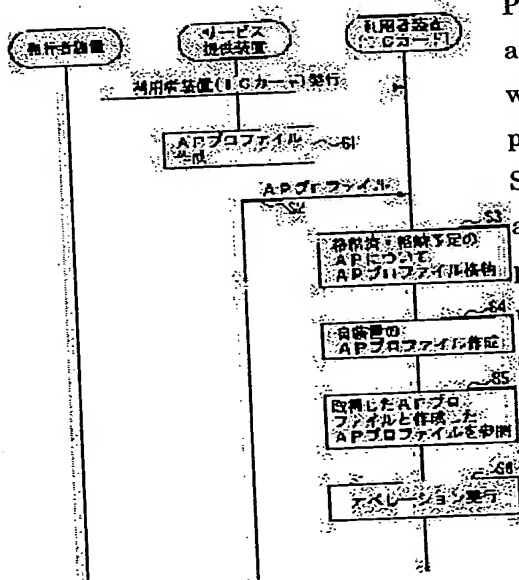 発行者装置
サービス
提供装置
利用者装置
ICカード
利用者装置(ICカード)発行
APプロファイル
作成
S1
APプロファイル
S2
S3
格納済・格納予定の
APについて
APプロファイル
S4
自装置の
APプロファイル作成
S5
取得したAPプロ
ファイルと作成した
APプロファイルを
S6
オペレーション実行
P
a
w
p
S
a